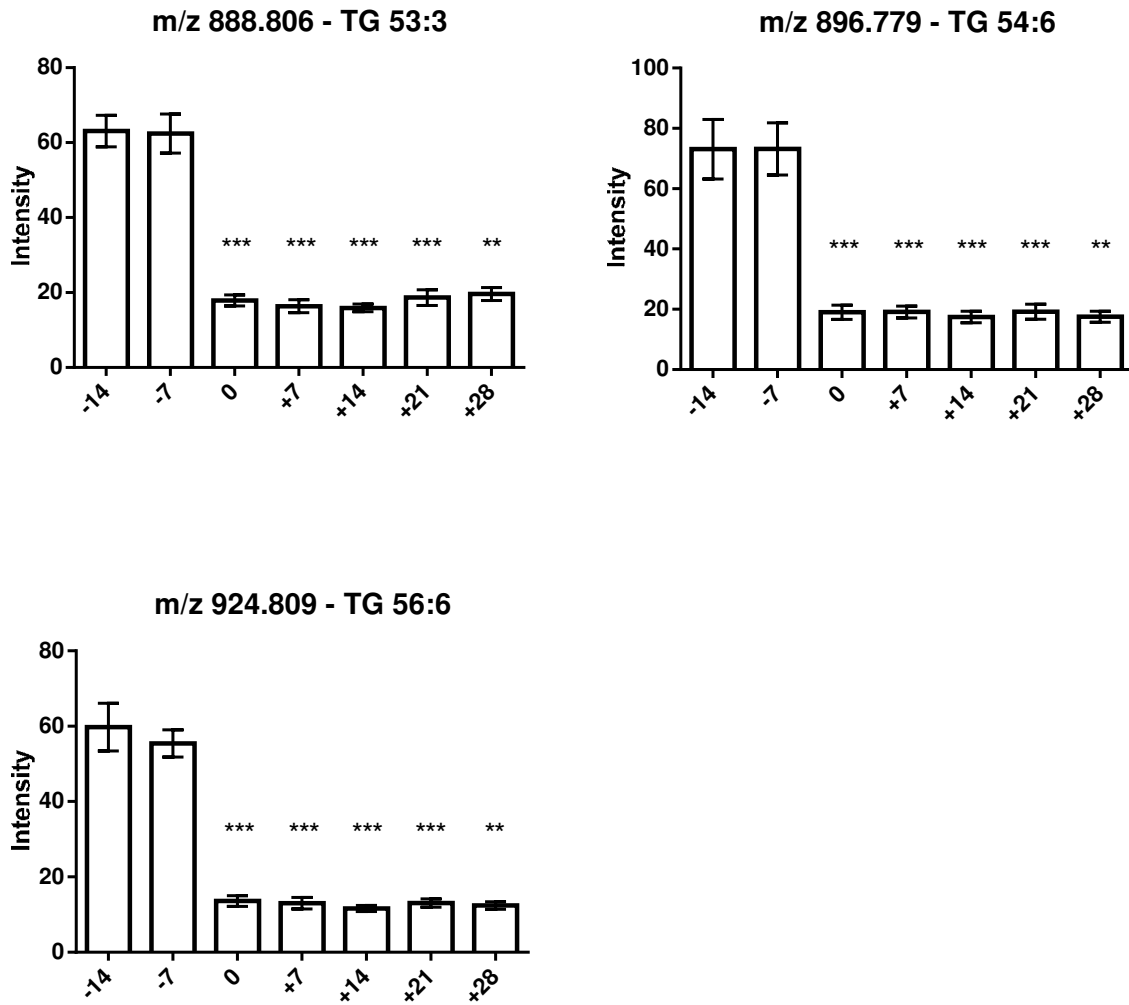 m/z 888.806 - TG 53:3
80
60
40
20
0
Intensity
*** *** *** *** **
-14 -7 0 +7 +14 +21 +28
m/z 896.779 - TG 54:6
100
80
60
40
20
0
Intensity
*** *** *** *** **
-14 -7 0 +7 +14 +21 +28
m/z 924.809 - TG 56:6
80
60
40
20
0
Intensity
*** *** *** *** **
-14 -7 0 +7 +14 +21 +28